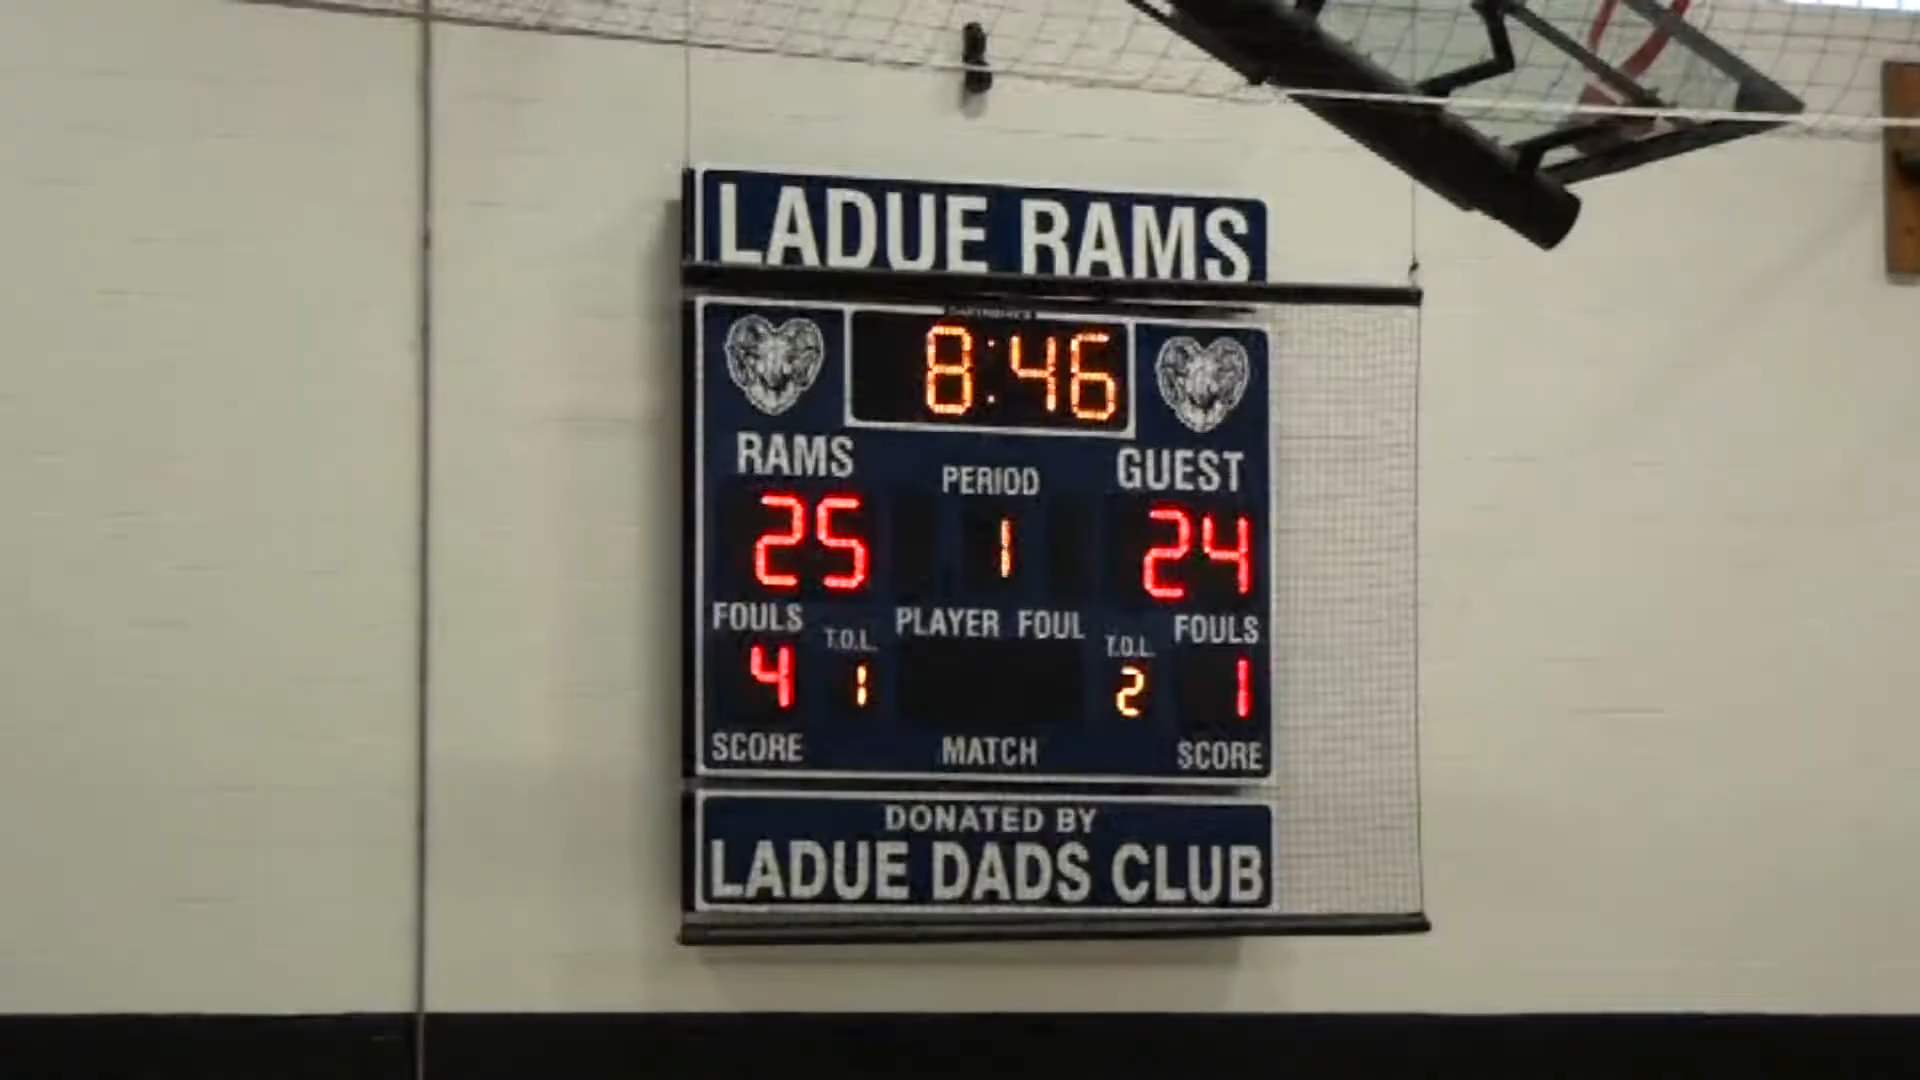 LADUE RAMS
8:46
RAMS
PERIOD
GUEST
25
1
24
FOULS
T.O.L.
PLAYER FOUL
T.O.L.
FOULS
4
1
2
1
SCORE
MATCH
SCORE
DONATED BY
LADUE DADS CLUB